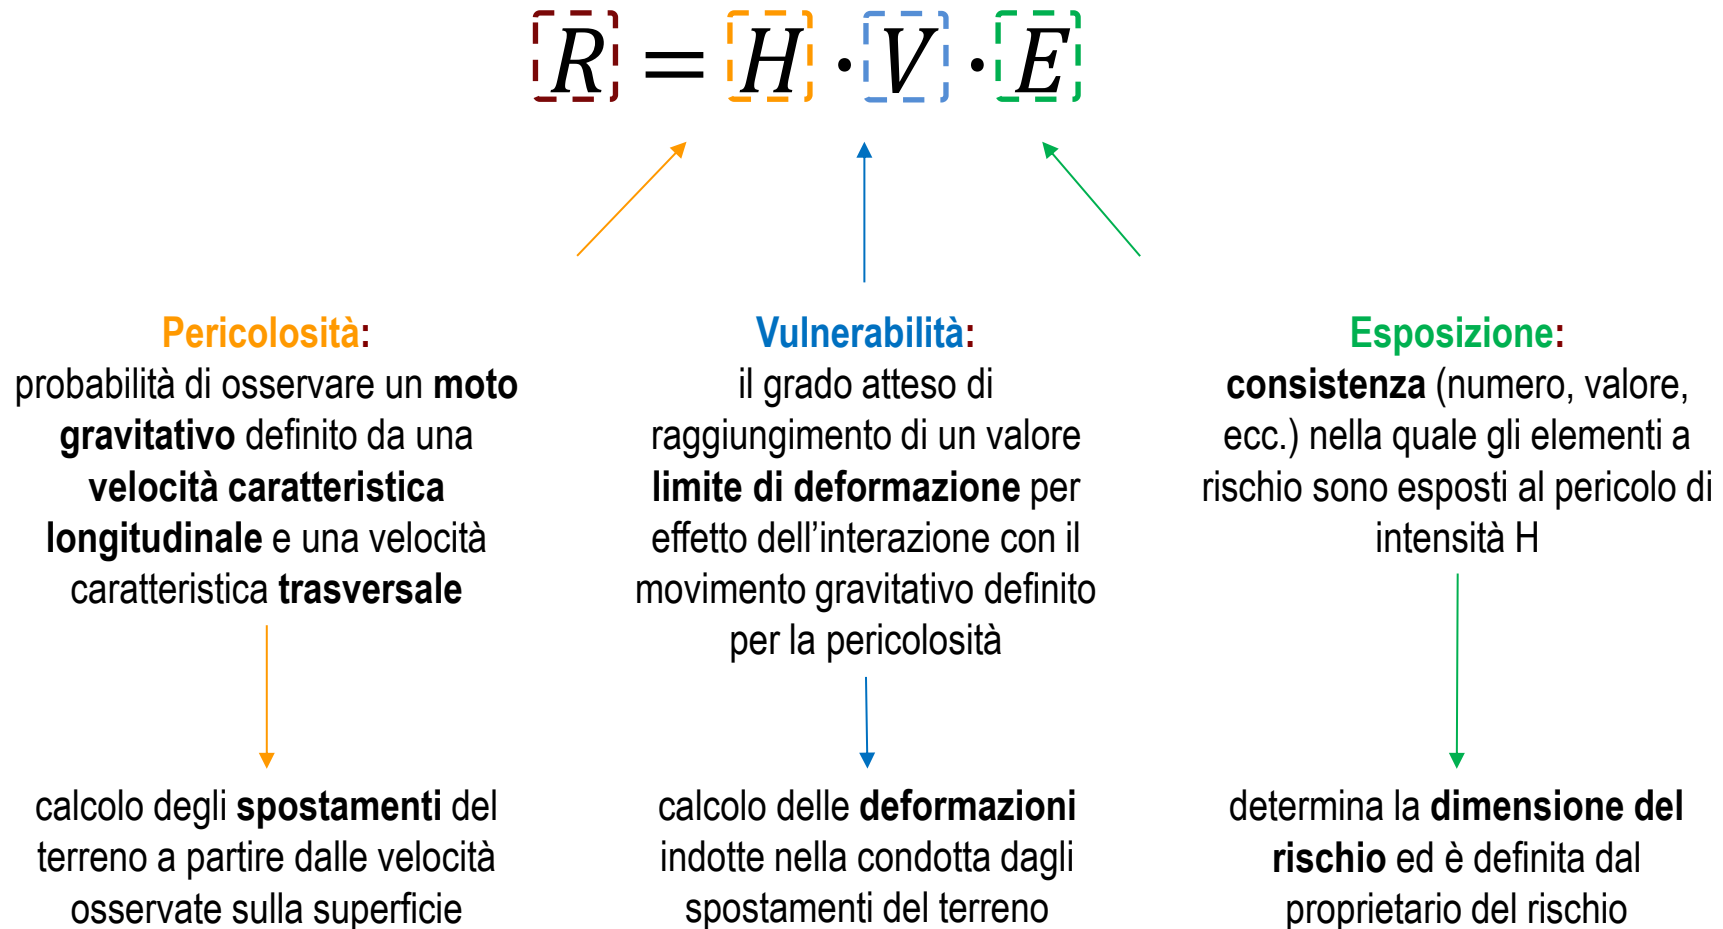 R = H · V · E
Pericolosità:
probabilità di osservare un moto
gravitativo definito da una
velocità caratteristica
longitudinale e una velocità
caratteristica trasversale
calcolo degli spostamenti del
terreno a partire dalle velocità
osservate sulla superficie
Vulnerabilità:
il grado atteso di
raggiungimento di un valore
limite di deformazione per
effetto dell’interazione con il
movimento gravitativo definito
per la pericolosità
calcolo delle deformazioni
indotte nella condotta dagli
spostamenti del terreno
Esposizione:
consistenza (numero, valore,
ecc.) nella quale gli elementi a
rischio sono esposti al pericolo di
intensità H
determina la dimensione del
rischio ed è definita dal
proprietario del rischio